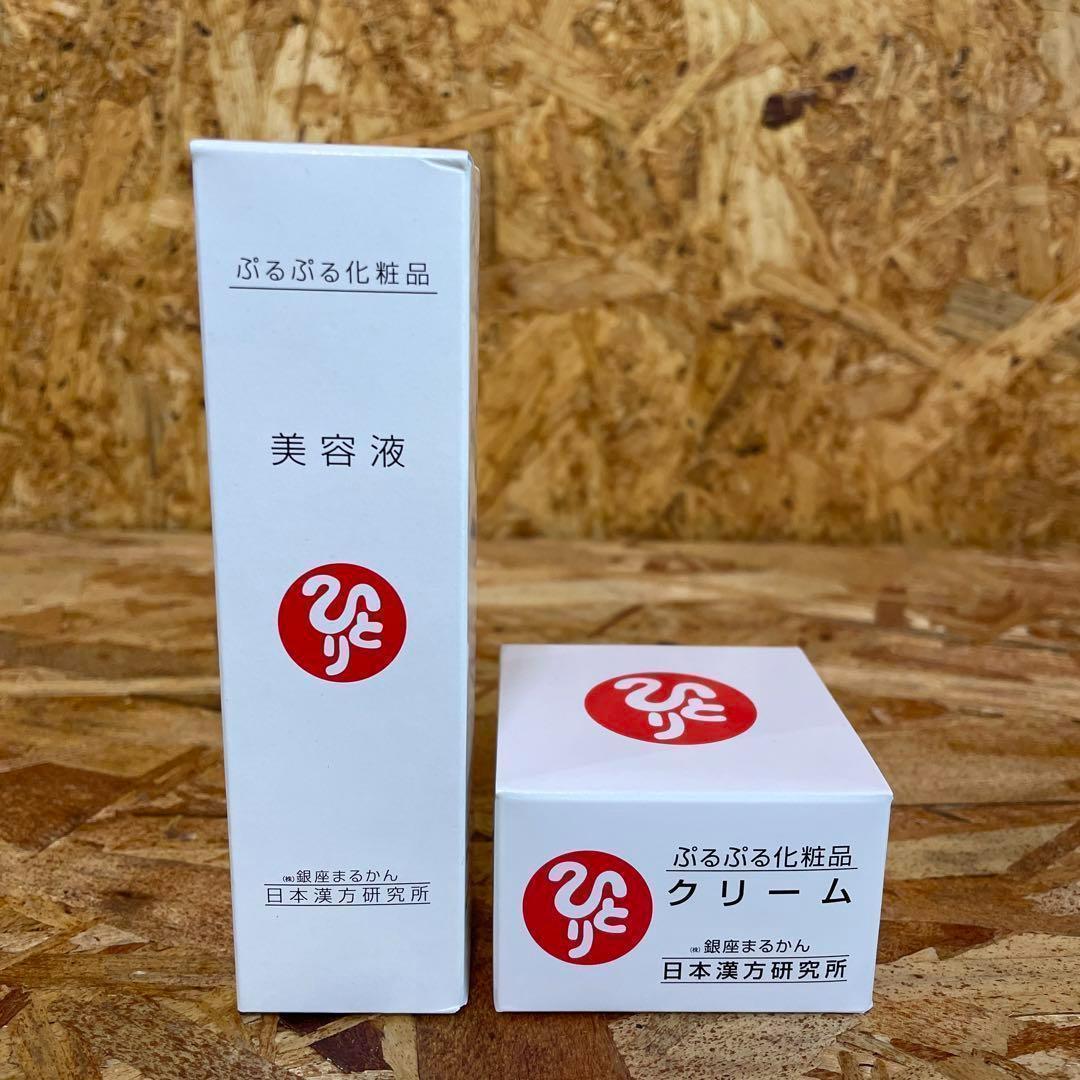 ぷるぷる化粧品
美容液
ひとり
㈱銀座まるかん
日本漢方研究所
ひとり
ひとり
ぷるぷる化粧品
クリーム
㈱銀座まるかん
日本漢方研究所